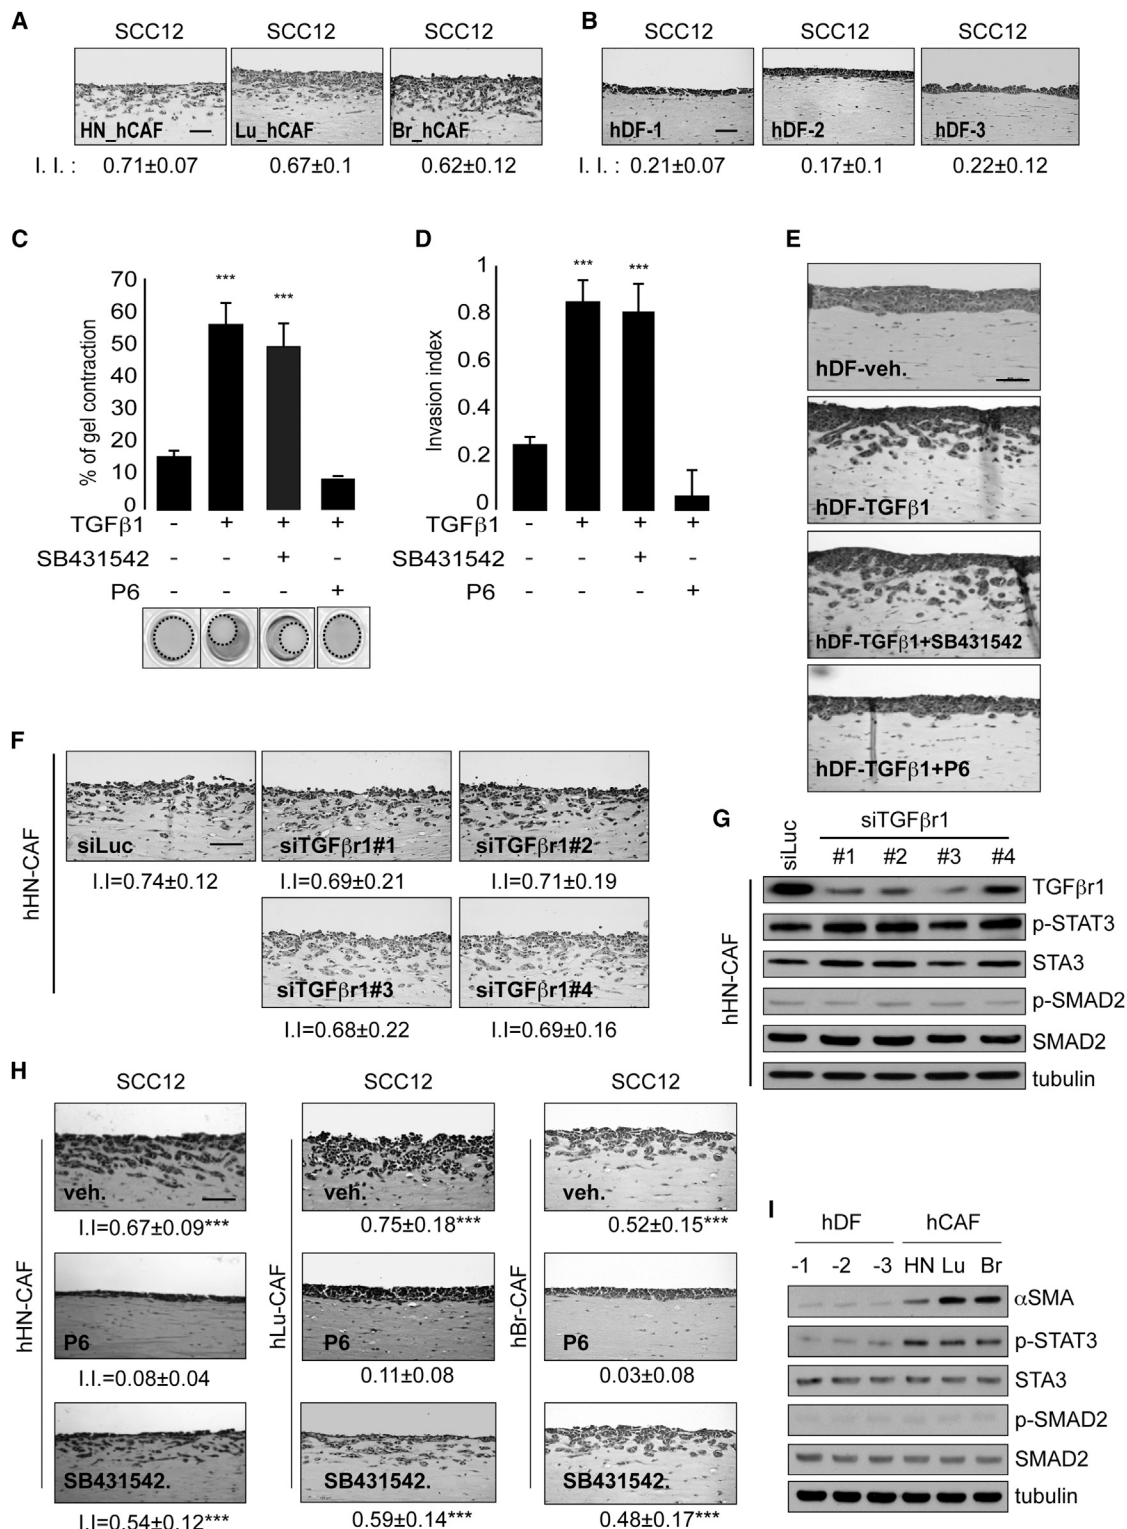 A
SCC12 SCC12 SCC12
HN_hCAF Lu_hCAF Br_hCAF
I. I. : 0.71±0.07 0.67±0.1 0.62±0.12
B
SCC12 SCC12 SCC12
hDF-1 hDF-2 hDF-3
I. I. : 0.21±0.07 0.17±0.1 0.22±0.12
C
% of gel contraction
70
60
50
40
30
20
10
0
*** ***
TGFβ1 - + + +
SB431542 - - + -
P6 - - - +
D
Invasion index
1
0.8
0.6
0.4
0.2
0
*** ***
TGFβ1 - + + +
SB431542 - - + -
P6 - - - +
E
hDF-veh.
hDF-TGFβ1
hDF-TGFβ1+SB431542
hDF-TGFβ1+P6
F
hHN-CAF
siLuc siTGFβr1#1 siTGFβr1#2
I.I=0.74±0.12 I.I=0.69±0.21 I.I=0.71±0.19
siTGFβr1#3 siTGFβr1#4
I.I=0.68±0.22 I.I=0.69±0.16
G
siLuc siTGFβr1
#1 #2 #3 #4
hHN-CAF
TGFβr1
p-STAT3
STA3
p-SMAD2
SMAD2
tubulin
H
SCC12 SCC12 SCC12
hHN-CAF hLu-CAF hBr-CAF
veh. veh. veh.
I.I=0.67±0.09*** 0.75±0.18*** 0.52±0.15***
P6 P6 P6
I.I.=0.08±0.04 0.11±0.08 0.03±0.08
SB431542. SB431542. SB431542.
I.I=0.54±0.12*** 0.59±0.14*** 0.48±0.17***
I
hDF hCAF
-1 -2 -3 HN Lu Br
αSMA
p-STAT3
STA3
p-SMAD2
SMAD2
tubulin